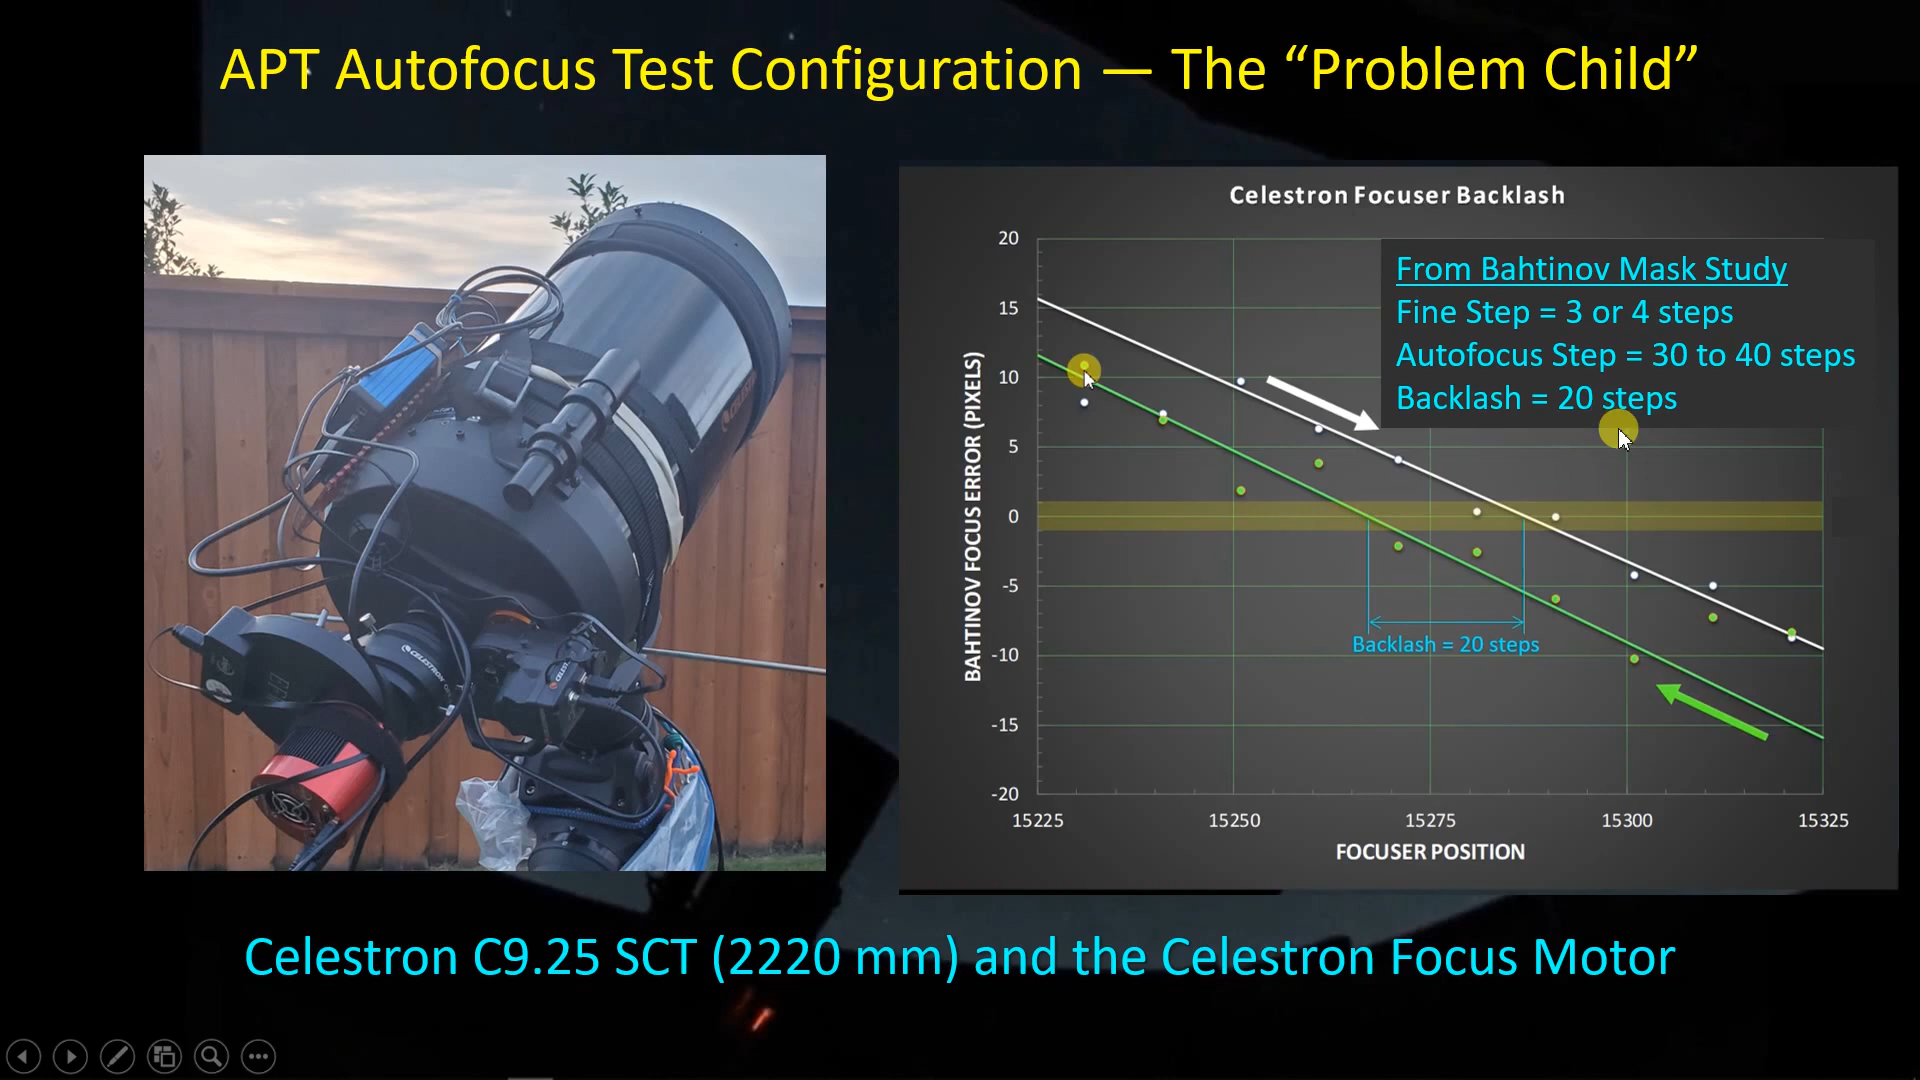 APT Autofocus Test Configuration — The “Problem Child”
Celestron Focuser Backlash
From Bahtinov Mask Study
Fine Step = 3 or 4 steps
Autofocus Step = 30 to 40 steps
Backlash = 20 steps
BAHTINOV FOCUS ERROR (PIXELS)
20
15
10
5
0
-5
-10
-15
-20
Backlash = 20 steps
15225 15250 15275 15300 15325
FOCUSER POSITION
CELESTRON
Celestron C9.25 SCT (2220 mm) and the Celestron Focus Motor